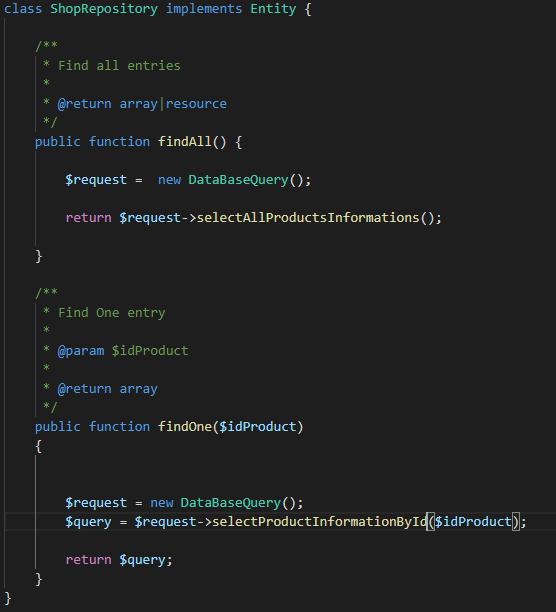 class ShopRepository implements Entity {
/**
* Find all entries
*
* @return array|resource
*/
public function findAll() {
$request =  new DataBaseQuery();
return $request->selectAllProductsInformations();
}
/**
* Find One entry
*
* @param $idProduct
*
* @return array
*/
public function findOne($idProduct)
{
$request = new DataBaseQuery();
$query = $request->selectProductInformationById($idProduct);
return $query;
}
}